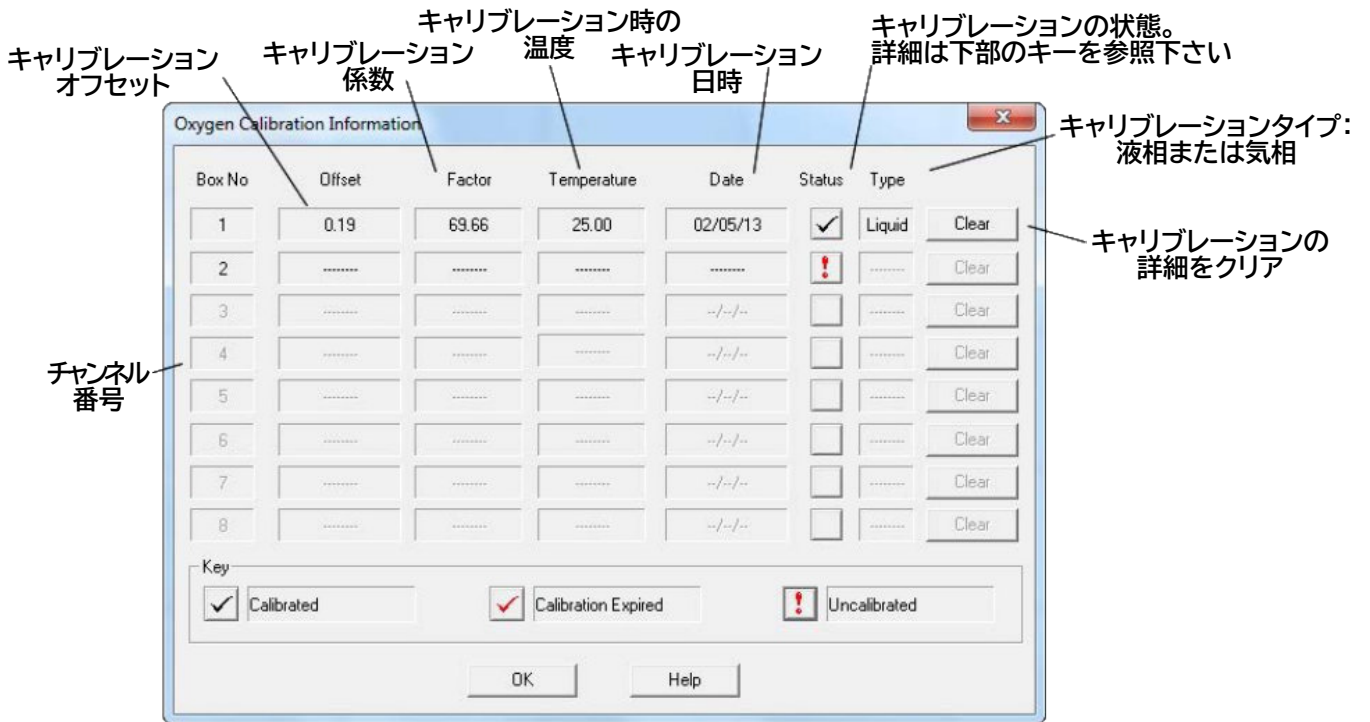 キャリブレーション
オフセット
キャリブレーション
係数
キャリブレーション時の
温度
キャリブレーション
日時
キャリブレーションの状態。
詳細は下部のキーを参照下さい
キャリブレーションタイプ:
液相または気相
キャリブレーションの
詳細をクリア
チャンネル
番号
Oxygen Calibration Information
Box No Offset Factor Temperature Date Status Type
1 0.19 69.66 25.00 02/05/13 Liquid Clear
2 -------- -------- -------- -------- -------- Clear
3 -------- -------- -------- --/--/-- -------- Clear
4 -------- -------- -------- --/--/-- -------- Clear
5 -------- -------- -------- --/--/-- -------- Clear
6 -------- -------- -------- --/--/-- -------- Clear
7 -------- -------- -------- --/--/-- -------- Clear
8 -------- -------- -------- --/--/-- -------- Clear
Key
Calibrated Calibration Expired Uncalibrated
OK Help